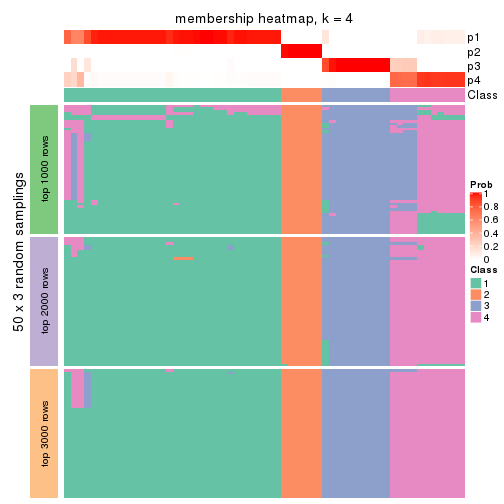 membership heatmap, k = 4
p1
p2
p3
p4
Class
50 x 3 random samplings
top 1000 rows
top 2000 rows
top 3000 rows
Prob
1
0.8
0.6
0.4
0.2
0
Class
1
2
3
4